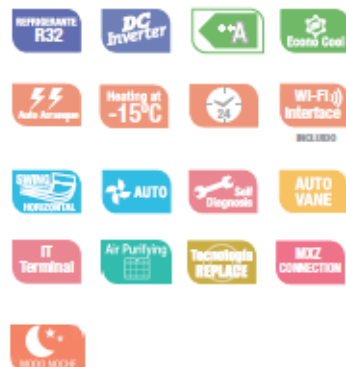 REFRIGERANTE
R32
DC
Inverter
++A
Econo Cool
Auto Arranque
Heating at
-15ºC
24
Wi-Fi
Interface
INCLUIDO
SWING
HORIZONTAL
AUTO
Self
Diagnosis
AUTO
VANE
IT
Terminal
Air Purifying
Tecnología
REPLACE
MXZ
CONNECTION
MODO NOCHE